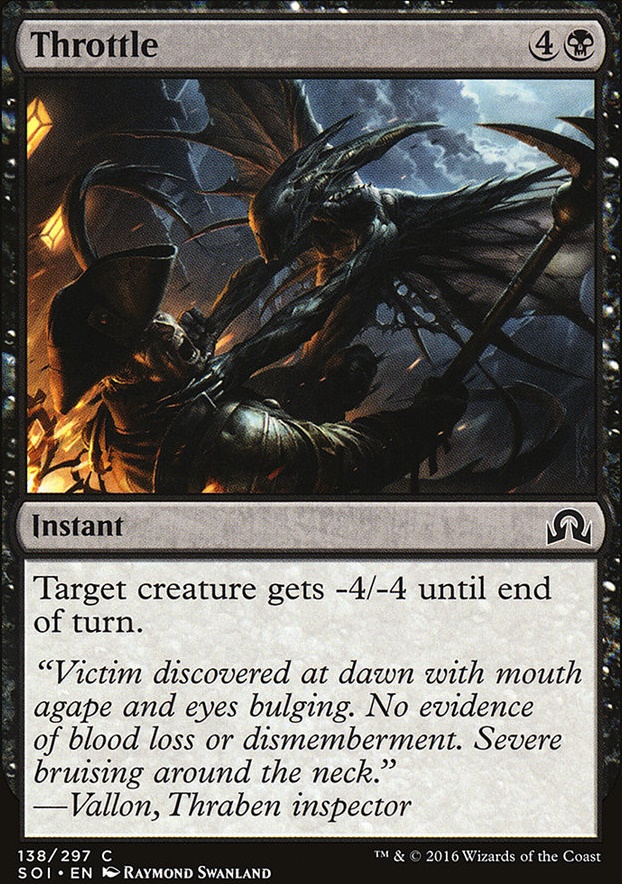 Throttle 4
Instant
Target creature gets -4/-4 until end
of turn.
“Victim discovered at dawn with mouth
agape and eyes bulging. No evidence
of blood loss or dismemberment. Severe
bruising around the neck.”
—Vallon, Thraben inspector
138/297 C
SOI • EN Raymond Swanland
™ & © 2016 Wizards of the Coast